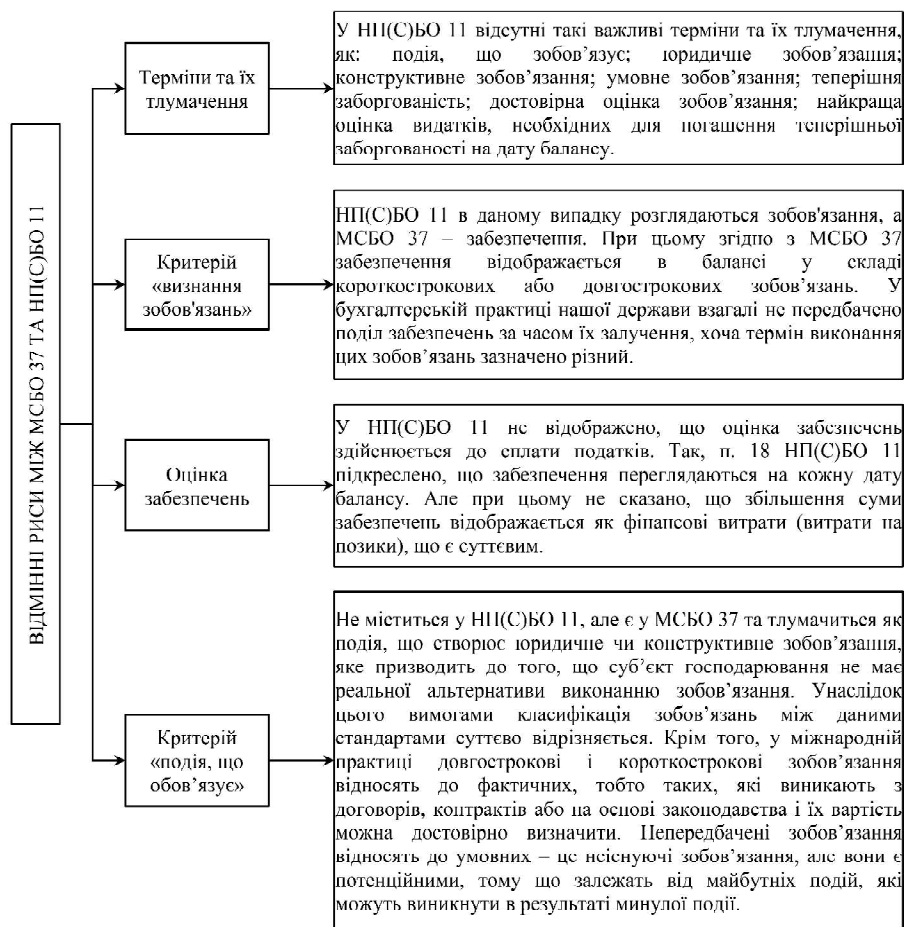 ВІДМІННІ РИСИ МІЖ МСБО 37 ТА НП(С)БО 11
Терміни та їх
тлумачення
У НП(С)БО 11 відсутні такі важливі терміни та їх тлумачення,
як: подія, що зобов’язує; юридичне зобов’язання;
конструктивне зобов’язання; умовне зобов’язання; теперішня
заборгованість; достовірна оцінка зобов’язання; найкраща
оцінка видатків, необхідних для погашення теперішньої
заборгованості на дату балансу.
Критерій
«визнання
зобов'язань»
НП(С)БО 11 в даному випадку розглядаються зобов'язання, а
МСБО 37 – забезпечення. При цьому згідно з МСБО 37
забезпечення відображається в балансі у складі
короткострокових або довгострокових зобов’язань. У
бухгалтерській практиці нашої держави взагалі не передбачено
поділ забезпечень за часом їх залучення, хоча термін виконання
цих зобов’язань зазначено різний.
Оцінка
забезпечень
У НП(С)БО 11 не відображено, що оцінка забезпечень
здійснюється до сплати податків. Так, п. 18 НП(С)БО 11
підкреслено, що забезпечення переглядаються на кожну дату
балансу. Але при цьому не сказано, що збільшення суми
забезпечень відображається як фінансові витрати (витрати на
позики), що є суттєвим.
Критерій
«подія, що
обов’язує»
Не міститься у НП(С)БО 11, але є у МСБО 37 та тлумачиться як
подія, що створює юридичне чи конструктивне зобов’язання,
яке призводить до того, що суб’єкт господарювання не має
реальної альтернативи виконанню зобов’язання. Унаслідок
цього вимогами класифікація зобов’язань між даними
стандартами суттєво відрізняється. Крім того, у міжнародній
практиці довгострокові і короткострокові зобов’язання
відносять до фактичних, тобто таких, які виникають з
договорів, контрактів або на основі законодавства і їх вартість
можна достовірно визначити. Непередбачені зобов’язання
відносять до умовних – це неіснуючі зобов’язання, але вони є
потенційними, тому що залежать від майбутніх подій, які
можуть виникнути в результаті минулої події.